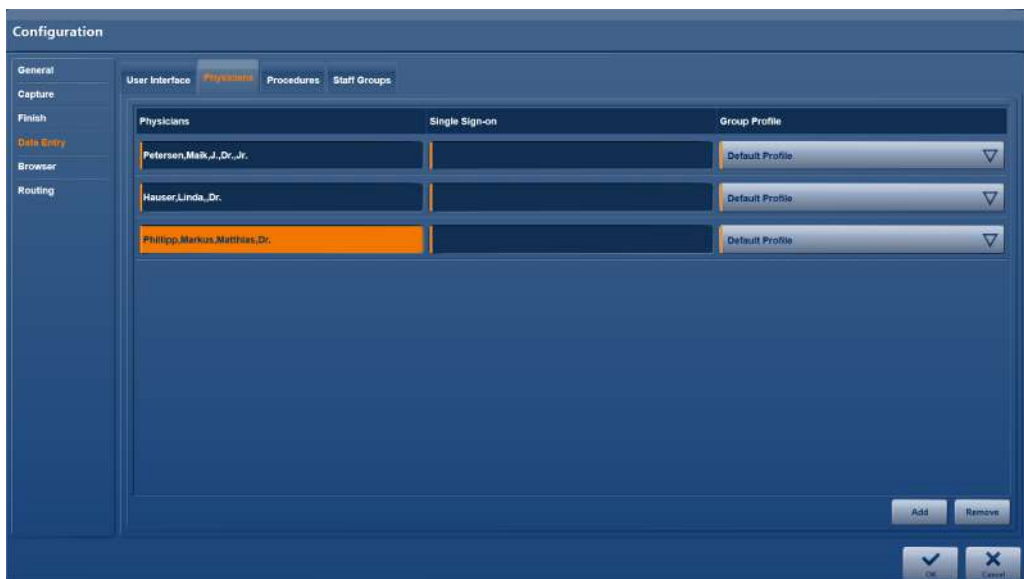 Configuration
General
Capture
Finish
Data Entry
Browser
Routing
User Interface Physicians Procedures Staff Groups
Physicians Single Sign-on Group Profile
Petersen,Maik,J.,Dr.,Jr. Default Profile
Hauser,Linda,,Dr. Default Profile
Phillipp,Markus,Matthias,Dr. Default Profile
Add Remove
OK Cancel